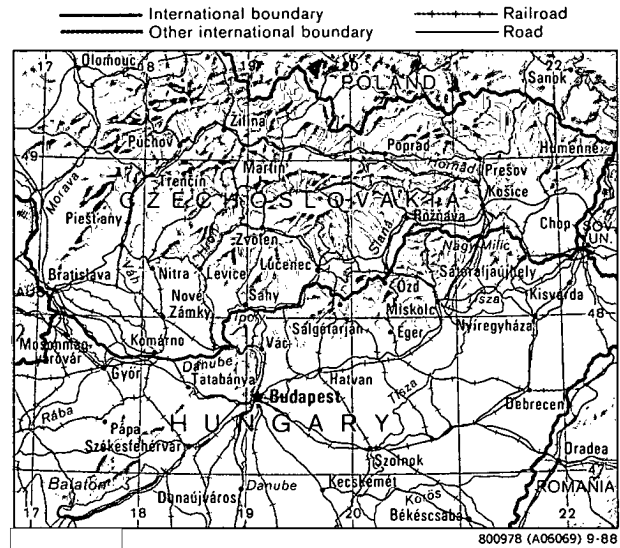 International boundary
Railroad
Other international boundary
Road
17
18
19
20
21
22
Olomouc
POLAND
Sanok
Púchov
Žilina
Poprad
Humenné
49
Hornád
Prešov
Martin
Morava
Trenčín
Košice
CZECHOSLOVAKIA
Piešťany
Rožňava
Chop
SOV.
UN.
Hron
Zvolen
Slaná
Nagy-Milic
Bratislava
Váh
Nitra
Levice
Lučenec
Sátoraljaújhely
Nové
Zámky
Šahy
Ózd
Tisza
Kisvárda
Ipoly
Miskolc
48
Mosonmag-
aróvár
Komárno
Salgótarján
Eger
Nyíregyháza
Vác
Győr
Danube
Tatabánya
Hatvan
Tisza
Budapest
Debrecen
Rába
Pápa
HUNGARY
Székesfehérvár
Szolnok
Oradea
47
Balaton
Dunaújváros
Danube
Kecskemét
Körös
Békéscsaba
ROMANIA
17
18
19
20
21
22
800978 (A06069) 9-88